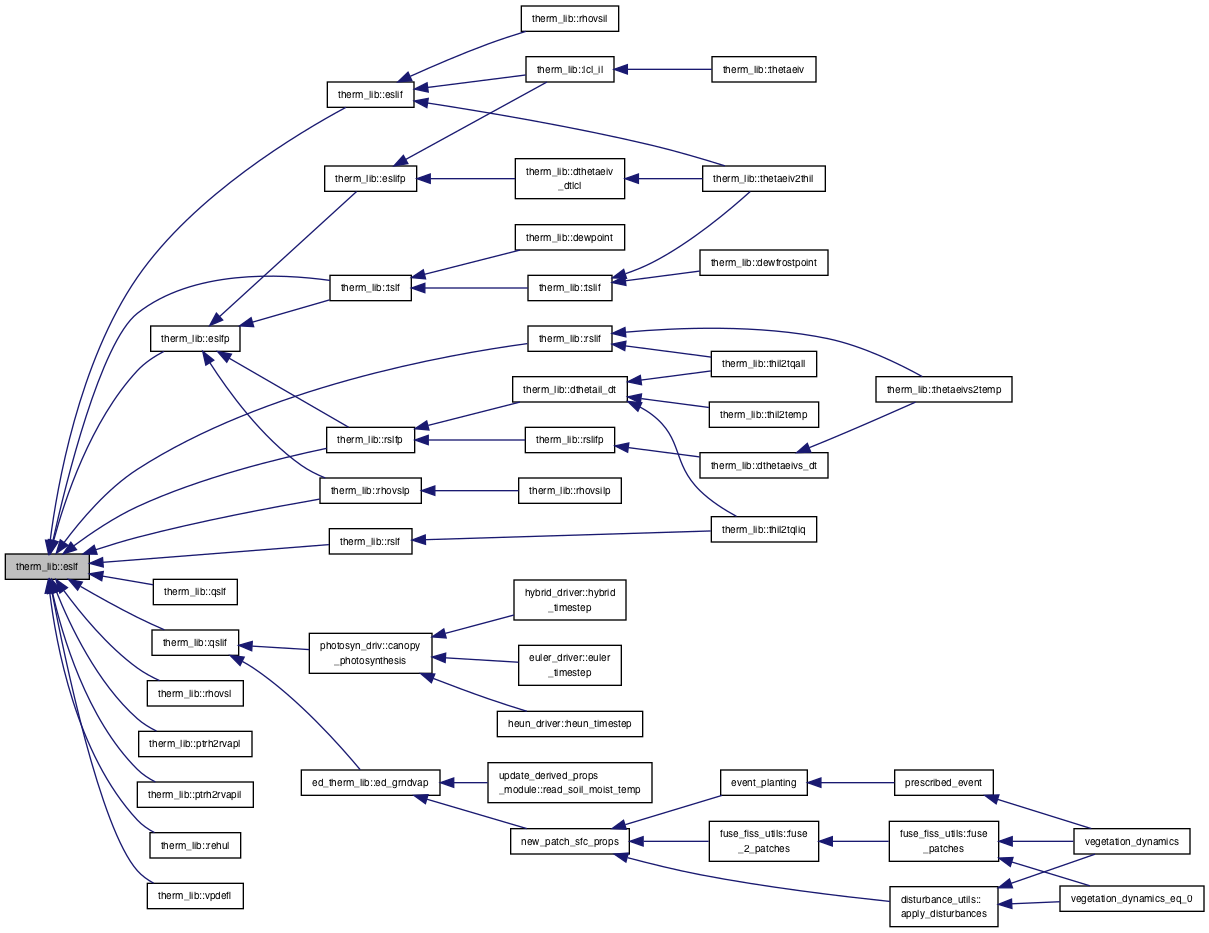 therm_lib::rhovsil
therm_lib::lcl_il
therm_lib::thetaeiv
therm_lib::eslif
therm_lib::eslifp
therm_lib::dthetaeiv
_dtlcl
therm_lib::thetaeiv2thil
therm_lib::dewpoint
therm_lib::dewfrostpoint
therm_lib::tslf
therm_lib::tslif
therm_lib::eslfp
therm_lib::rslif
therm_lib::thil2tqall
therm_lib::dthetail_dt
therm_lib::thetaeivs2temp
therm_lib::thil2temp
therm_lib::rslfp
therm_lib::rslifp
therm_lib::dthetaeivs_dt
therm_lib::rhovslp
therm_lib::rhovsilp
therm_lib::rslf
therm_lib::thil2tqliq
therm_lib::eslf
therm_lib::qslf
hybrid_driver::hybrid
_timestep
therm_lib::qslif
photosyn_driv::canopy
_photosynthesis
euler_driver::euler
_timestep
therm_lib::rhovsl
heun_driver::heun_timestep
therm_lib::ptrh2rvapl
ed_therm_lib::ed_grndvap
update_derived_props
_module::read_soil_moist_temp
event_planting
prescribed_event
therm_lib::ptrh2rvapil
therm_lib::rehul
new_patch_sfc_props
fuse_fiss_utils::fuse
_2_patches
fuse_fiss_utils::fuse
_patches
vegetation_dynamics
therm_lib::vpdefl
disturbance_utils::
apply_disturbances
vegetation_dynamics_eq_0